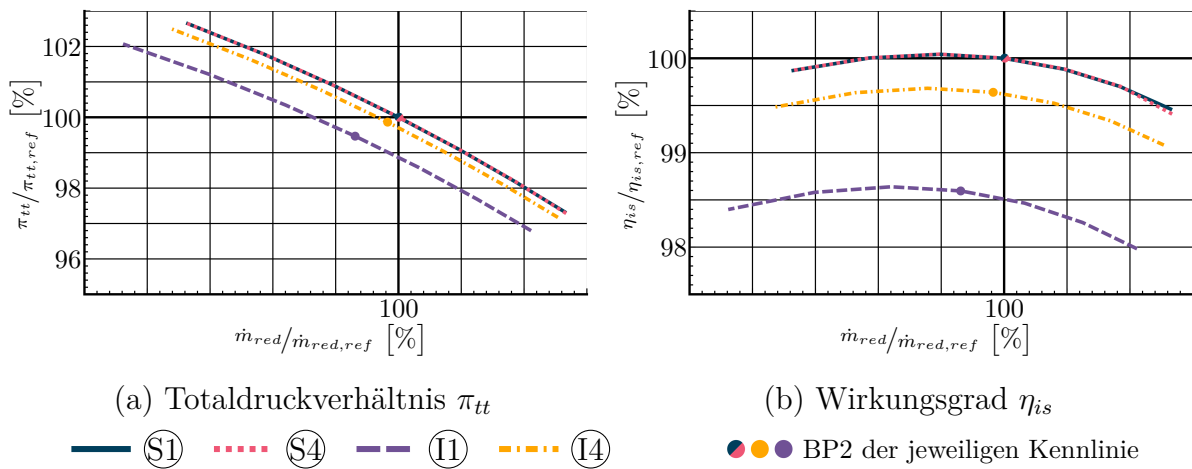 102
100
98
96
π_tt/π_tt,ref [%]
100
ṁ_red/ṁ_red,ref [%]
100
99
98
η_is/η_is,ref [%]
100
ṁ_red/ṁ_red,ref [%]
(a) Totaldruckverhältnis π_tt
(b) Wirkungsgrad η_is
S1 S4 I1 I4 BP2 der jeweiligen Kennlinie